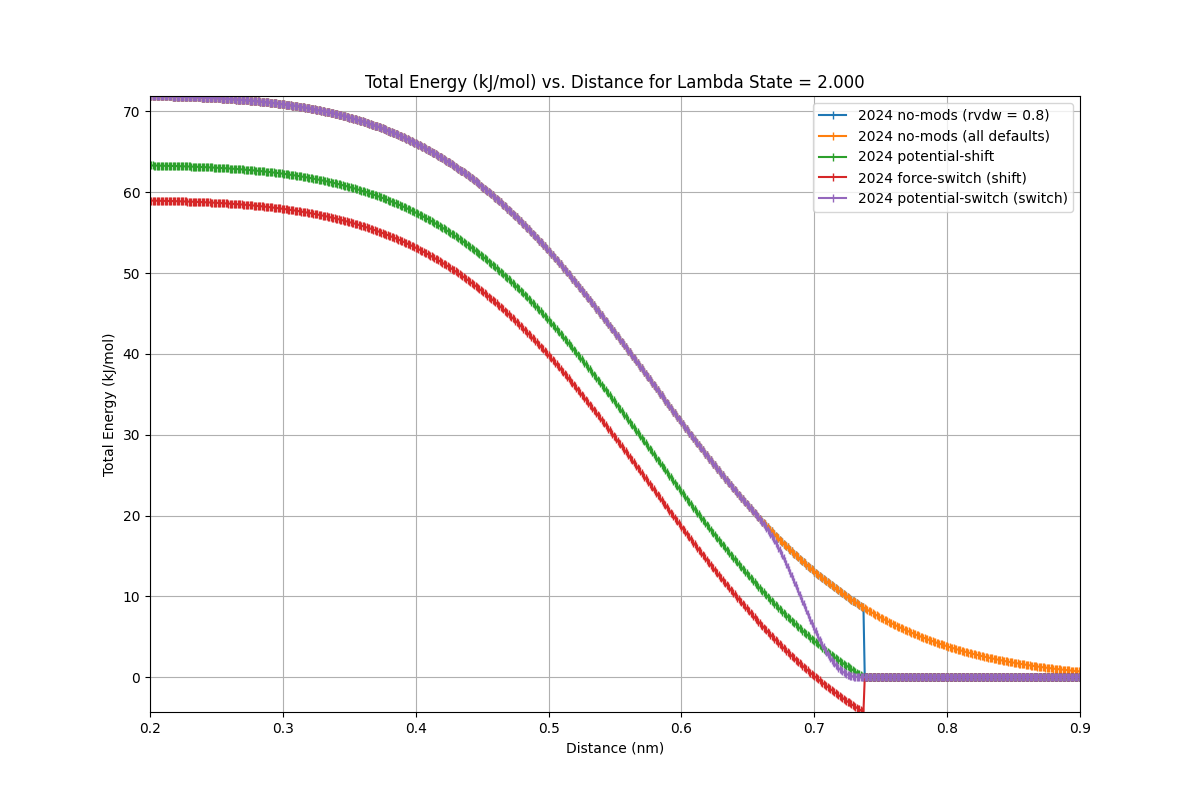 Total Energy (kJ/mol) vs. Distance for Lambda State = 2.000
2024 no-mods (rvdw = 0.8)
2024 no-mods (all defaults)
2024 potential-shift
2024 force-switch (shift)
2024 potential-switch (switch)
Total Energy (kJ/mol)
70
60
50
40
30
20
10
0
0.2 0.3 0.4 0.5 0.6 0.7 0.8 0.9
Distance (nm)